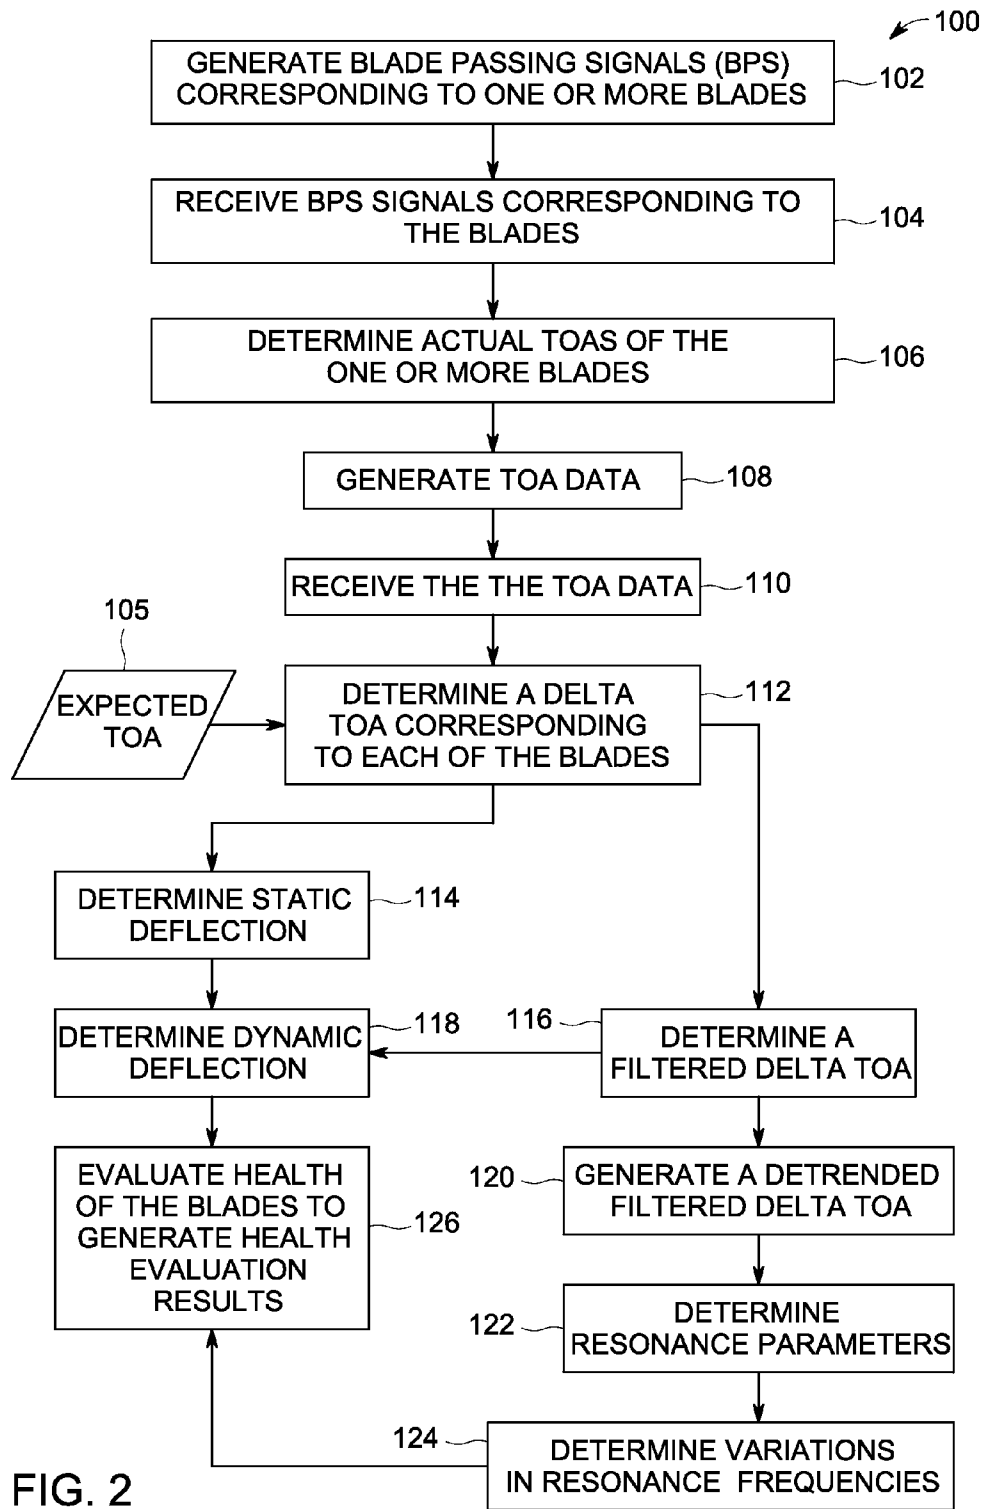 100
GENERATE BLADE PASSING SIGNALS (BPS)
CORRESPONDING TO ONE OR MORE BLADES
102
RECEIVE BPS SIGNALS CORRESPONDING TO
THE BLADES
104
DETERMINE ACTUAL TOAS OF THE
ONE OR MORE BLADES
106
GENERATE TOA DATA
108
RECEIVE THE THE TOA DATA
110
105
EXPECTED
TOA
DETERMINE A DELTA
TOA CORRESPONDING
TO EACH OF THE BLADES
112
DETERMINE STATIC
DEFLECTION
114
DETERMINE DYNAMIC
DEFLECTION
118
116
DETERMINE A
FILTERED DELTA TOA
EVALUATE HEALTH
OF THE BLADES TO
GENERATE HEALTH
EVALUATION
RESULTS
126
120
GENERATE A DETRENDED
FILTERED DELTA TOA
122
DETERMINE
RESONANCE PARAMETERS
124
DETERMINE VARIATIONS
IN RESONANCE FREQUENCIES
FIG. 2